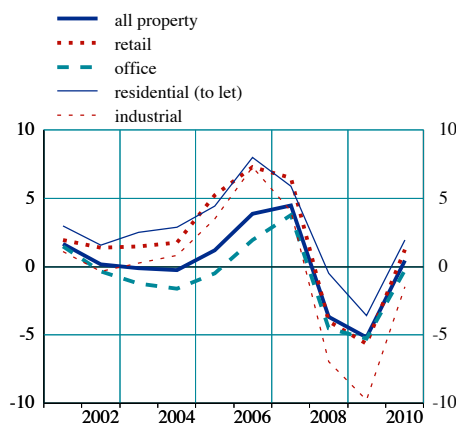 all property
retail
office
residential (to let)
industrial
10 10
5 5
0 0
-5 -5
-10 -10
2002 2004 2006 2008 2010